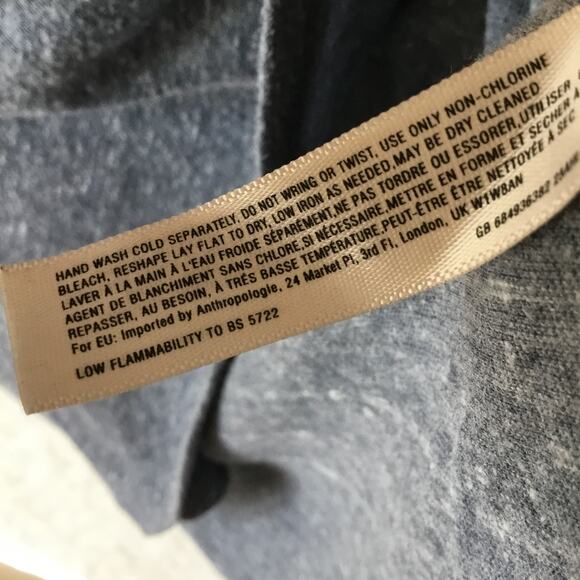 HAND WASH COLD SEPARATELY, DO NOT WRING OR TWIST, USE ONLY NON-CHLORINE
BLEACH, RESHAPE LAY FLAT TO DRY, LOW IRON AS NEEDED,MAY BE DRY CLEANED
LAVER À LA MAIN À L'EAU FROIDE SÉPARÉMENT,NE PAS TORDRE OU ESSORER,UTILISER
AGENT DE BLANCHIMENT SANS CHLORE.SI NÉCESSAIRE,METTRE EN FORME ET SÉCHER À
REPASSER, AU BESOIN, À TRÈS BASSE TEMPÉRATURE,PEUT-ÊTRE ÊTRE NETTOYÉE À SEC
For EU: Imported by Anthropologie, 24 Market Pl, 3rd Fl, London, UK W1W8AN
LOW FLAMMABILITY TO BS 5722
GB 684936382